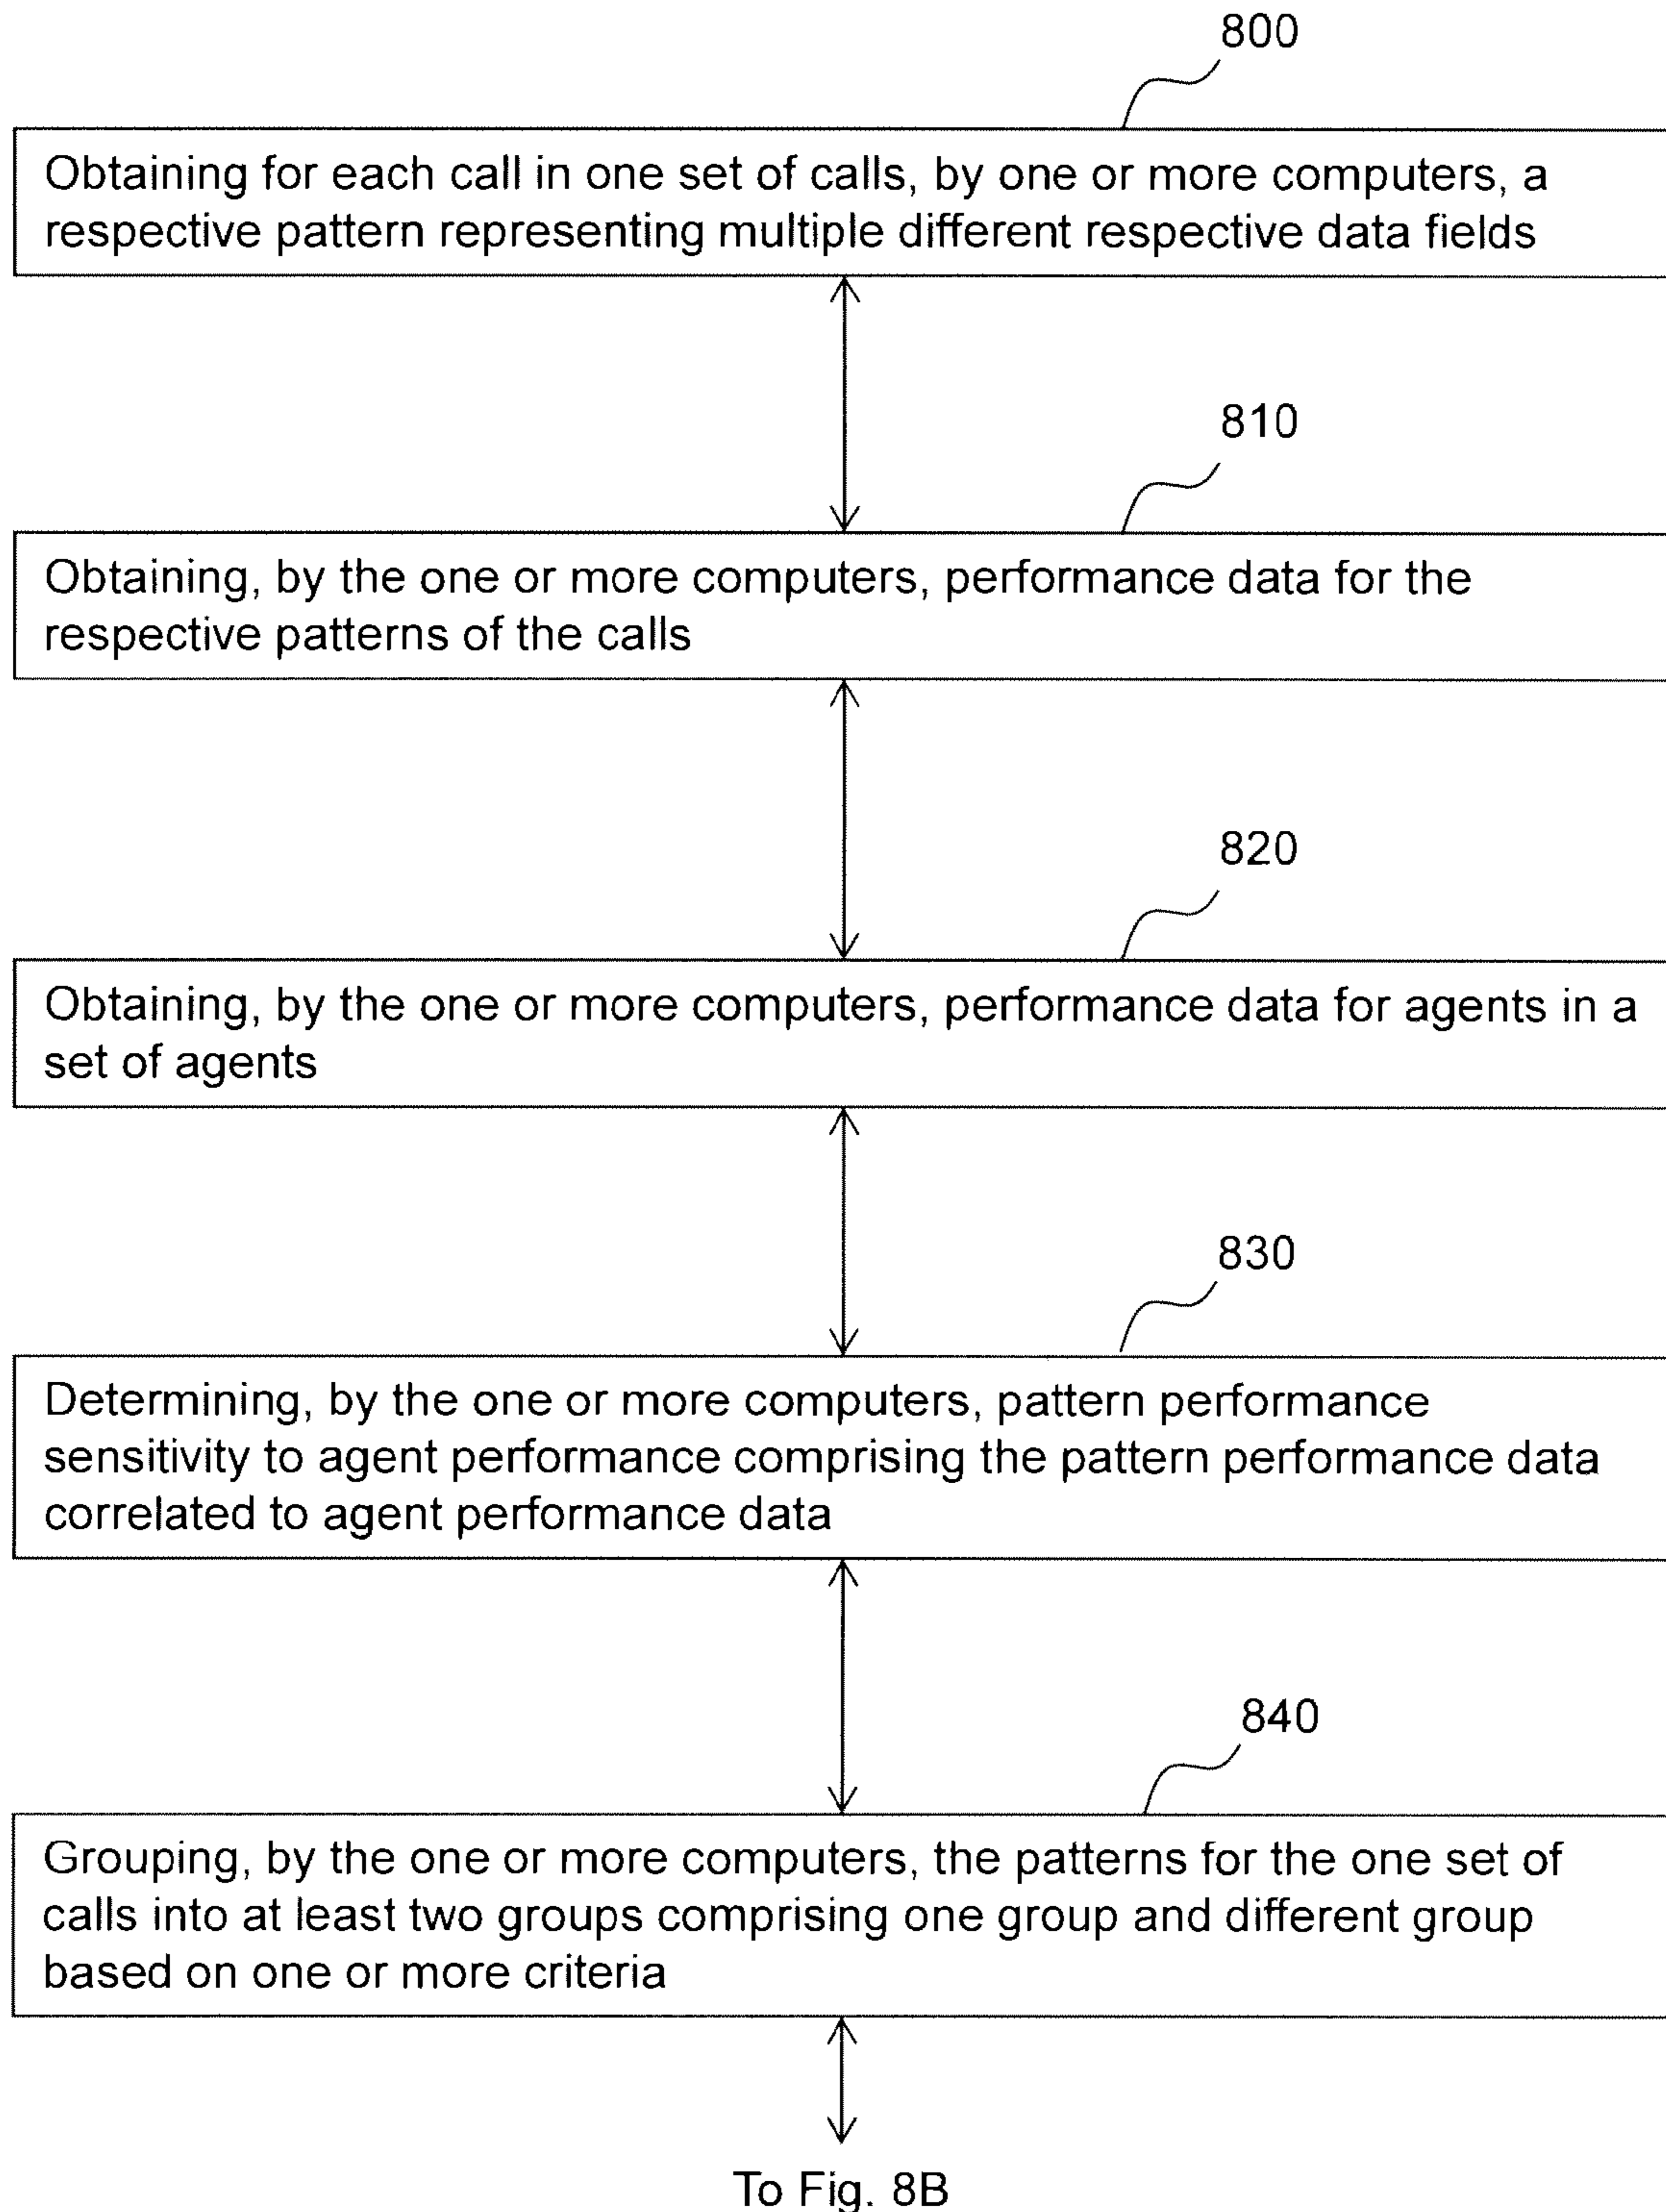 800
Obtaining for each call in one set of calls, by one or more computers, a
respective pattern representing multiple different respective data fields
810
Obtaining, by the one or more computers, performance data for the
respective patterns of the calls
820
Obtaining, by the one or more computers, performance data for agents in a
set of agents
830
Determining, by the one or more computers, pattern performance
sensitivity to agent performance comprising the pattern performance data
correlated to agent performance data
840
Grouping, by the one or more computers, the patterns for the one set of
calls into at least two groups comprising one group and different group
based on one or more criteria
To Fig. 8B